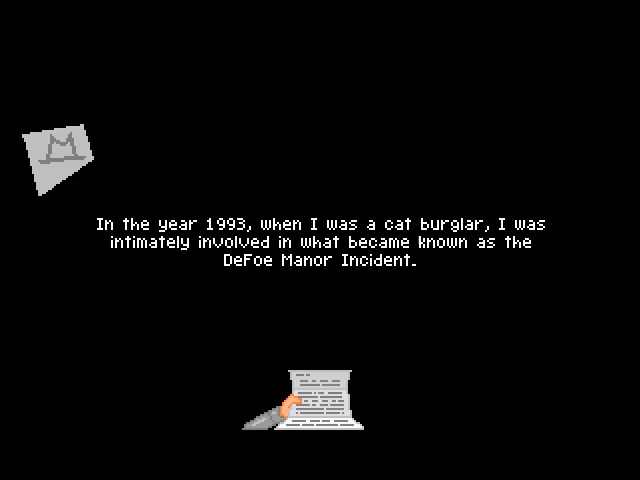 In the year 1993, when I was a cat burglar, I was
intimately involved in what became known as the
DeFoe Manor Incident.